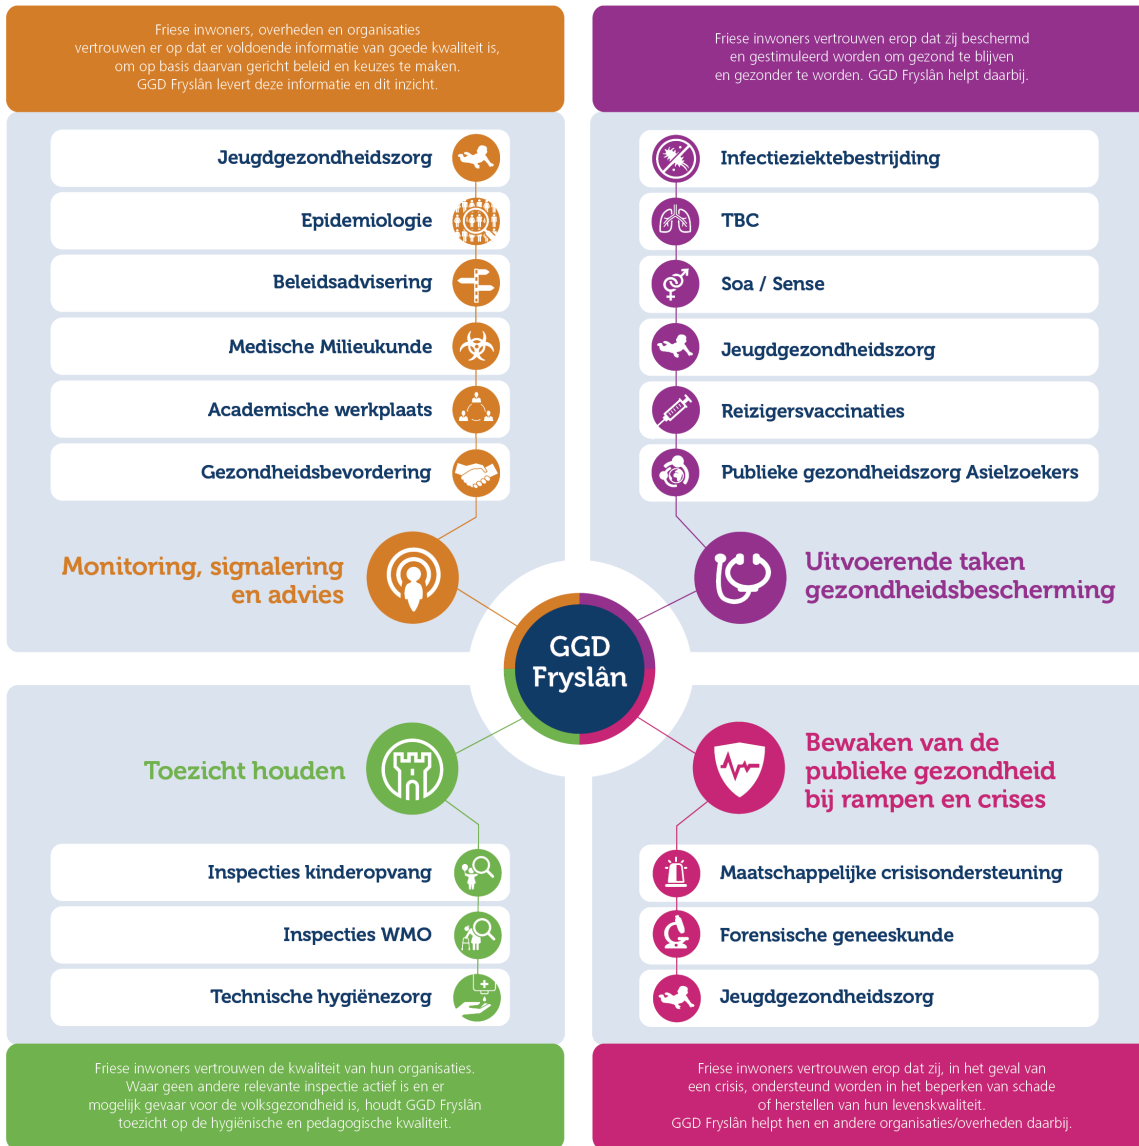 Friese inwoners, overheden en organisaties
vertrouwen er op dat er voldoende informatie van goede kwaliteit is,
om op basis daarvan gericht beleid en keuzes te maken.
GGD Fryslân levert deze informatie en dit inzicht.
Jeugdgezondheidszorg
Epidemiologie
Beleidsadvisering
Medische Milieukunde
Academische werkplaats
Gezondheidsbevordering
Monitoring, signalering
en advies
Friese inwoners vertrouwen erop dat zij beschermd
en gestimuleerd worden om gezond te blijven
en gezonder te worden. GGD Fryslân helpt daarbij.
Infectieziektebestrijding
TBC
Soa / Sense
Jeugdgezondheidszorg
Reizigersvaccinaties
Publieke gezondheidszorg Asielzoekers
Uitvoerende taken
gezondheidsbescherming
GGD
Fryslân
Toezicht houden
Inspecties kinderopvang
Inspecties WMO
Technische hygiënezorg
Friese inwoners vertrouwen de kwaliteit van hun organisaties.
Waar geen andere relevante inspectie actief is en er
mogelijk gevaar voor de volksgezondheid is, houdt GGD Fryslân
toezicht op de hygiënische en pedagogische kwaliteit.
Bewaken van de
publieke gezondheid
bij rampen en crises
Maatschappelijke crisisondersteuning
Forensische geneeskunde
Jeugdgezondheidszorg
Friese inwoners vertrouwen erop dat zij, in het geval van
een crisis, ondersteund worden in het beperken van schade
of herstellen van hun levenskwaliteit.
GGD Fryslân helpt hen en andere organisaties/overheden daarbij.